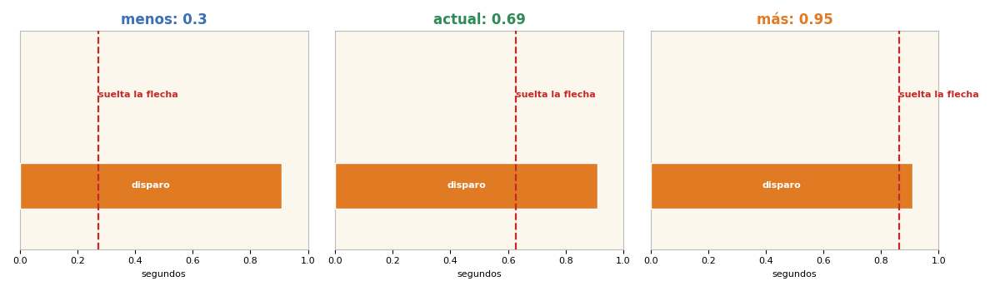 menos: 0.3
suelta la flecha
disparo
0.0 0.2 0.4 0.6 0.8 1.0
segundos
actual: 0.69
suelta la flecha
disparo
0.0 0.2 0.4 0.6 0.8 1.0
segundos
más: 0.95
suelta la flecha
disparo
0.0 0.2 0.4 0.6 0.8 1.0
segundos